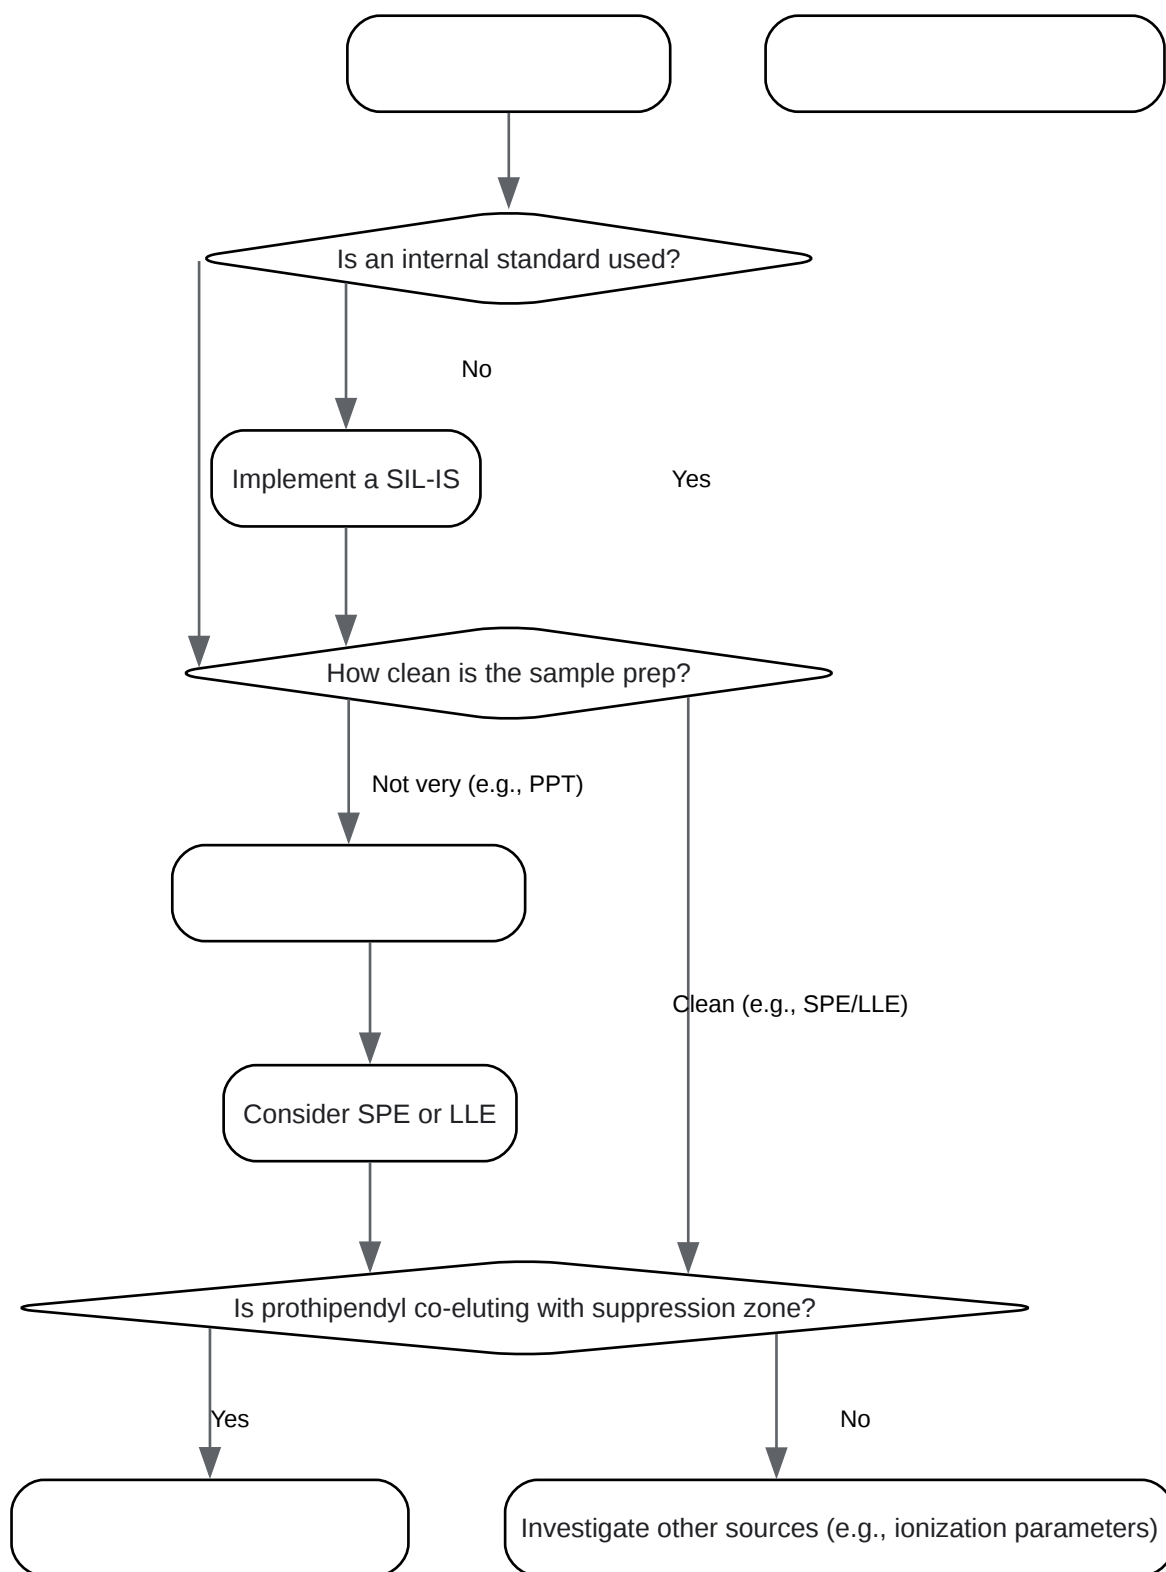 Is an internal standard used?
No
Implement a SIL-IS
Yes
How clean is the sample prep?
Not very (e.g., PPT)
Clean (e.g., SPE/LLE)
Consider SPE or LLE
Is prothipendyl co-eluting with suppression zone?
Yes
No
Investigate other sources (e.g., ionization parameters)